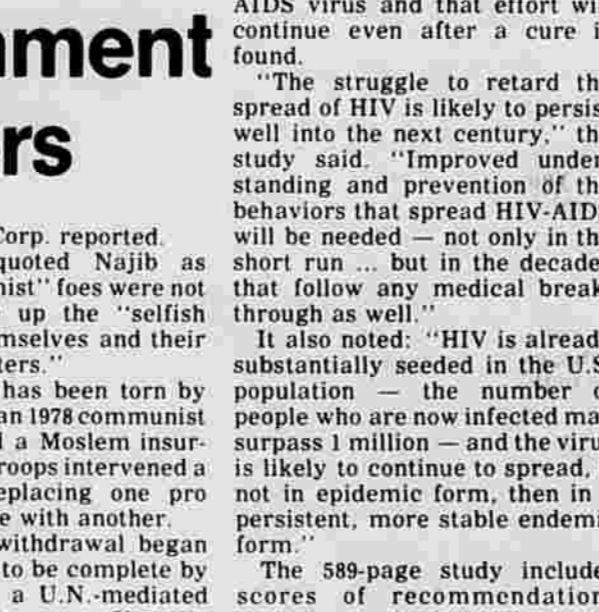 nment
rs
Corp. reported.
quoted Najib as
nist" foes were not
up the "selfish
mselves and their
ters."
has been torn by
an 1978 communist
d a Moslem insur-
roops intervened a
eplacing one pro
e with another.
withdrawal began
to be complete by
a U.N.-mediated
AIDS virus and that effort wil
continue even after a cure i
found.
"The struggle to retard th
spread of HIV is likely to persis
well into the next century," th
study said. "Improved under
standing and prevention of th
behaviors that spread HIV-AID
will be needed — not only in th
short run ... but in the decade
that follow any medical break
through as well."
It also noted: "HIV is alread
substantially seeded in the U.S
population — the number o
people who are now infected ma
surpass 1 million — and the viru
is likely to continue to spread,
not in epidemic form, then in
persistent, more stable endemi
form."
The 589-page study include
scores of recommendation